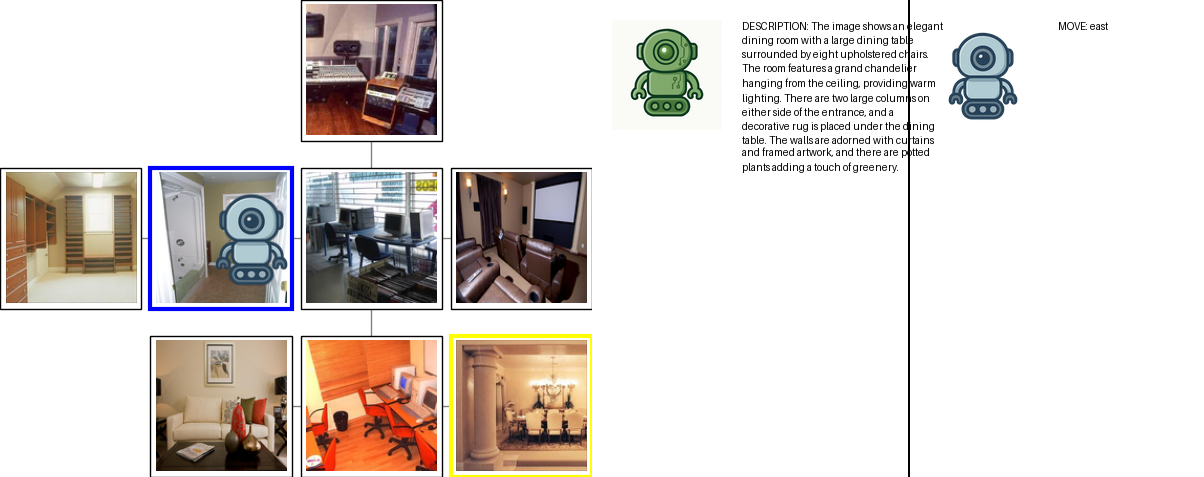 DESCRIPTION: The image shows an elegant
dining room with a large dining table
surrounded by eight upholstered chairs.
The room features a grand chandelier
hanging from the ceiling, providing warm
lighting. There are two large columns on
either side of the entrance, and a
decorative rug is placed under the dining
table. The walls are adorned with curtains
and framed artwork, and there are potted
plants adding a touch of greenery.
MOVE: east